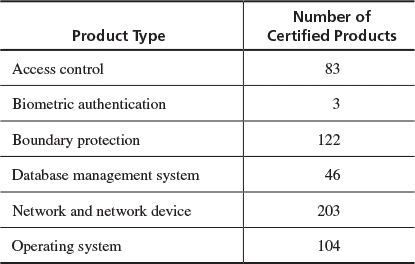 Product Type Number of Certified Products
Access control 83
Biometric authentication 3
Boundary protection 122
Database management system 46
Network and network device 203
Operating system 104